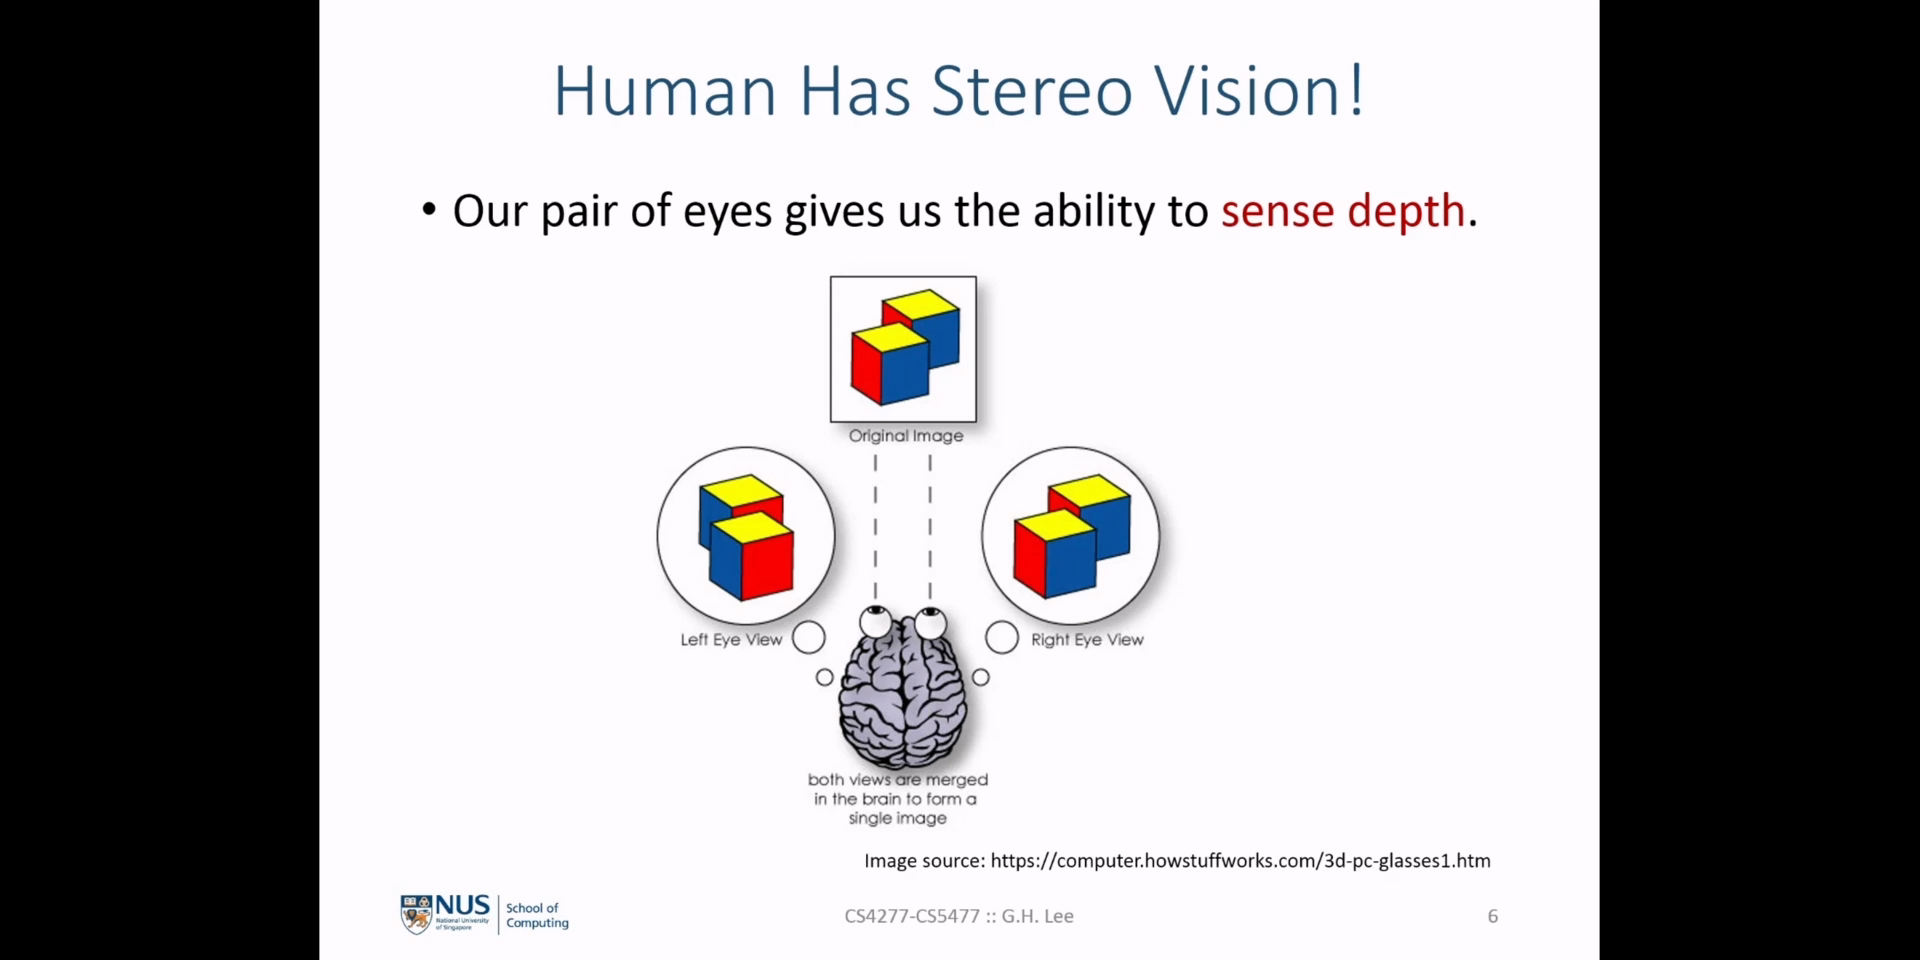 Human Has Stereo Vision!
• Our pair of eyes gives us the ability to sense depth.
Original Image
Left Eye View
Right Eye View
both views are merged
in the brain to form a
single image
Image source: https://computer.howstuffworks.com/3d-pc-glasses1.htm
NUS
National University
of Singapore
School of
Computing
CS4277-CS5477 :: G.H. Lee
6